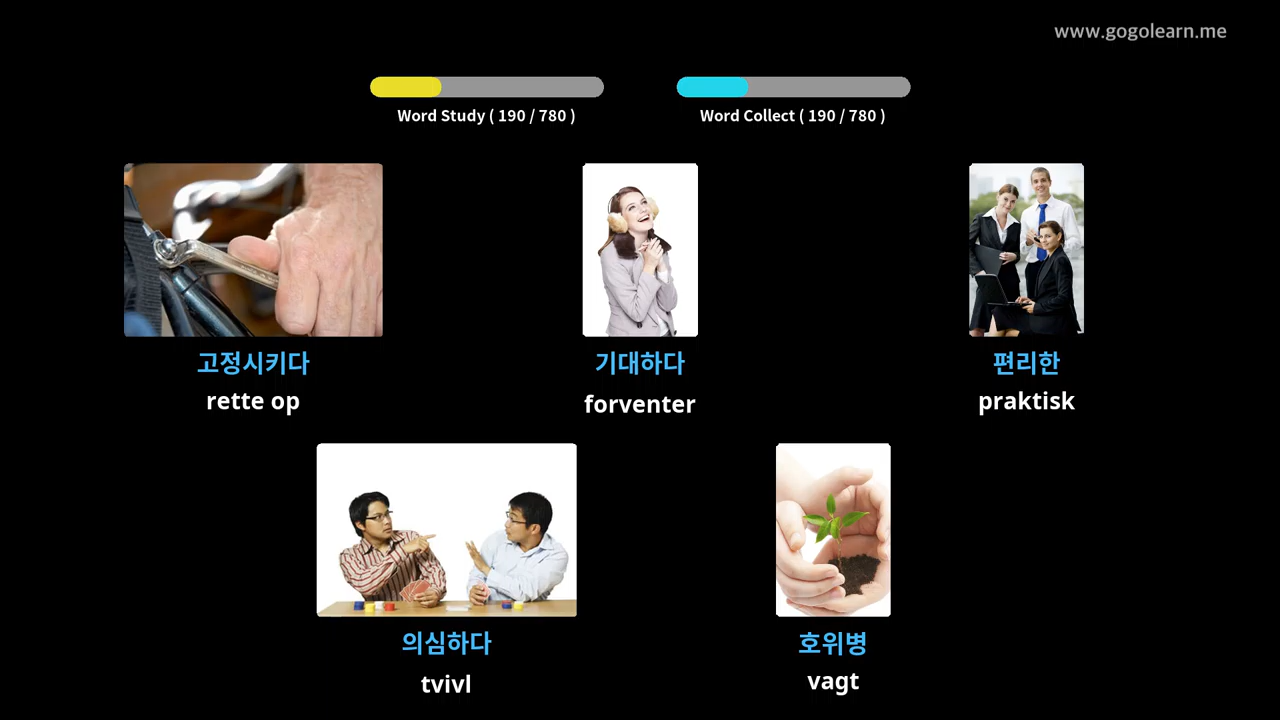 www.gogolearn.me
Word Study ( 190 / 780 )
Word Collect ( 190 / 780 )
고정시키다
rette op
기대하다
forventer
편리한
praktisk
의심하다
tvivl
호위병
vagt